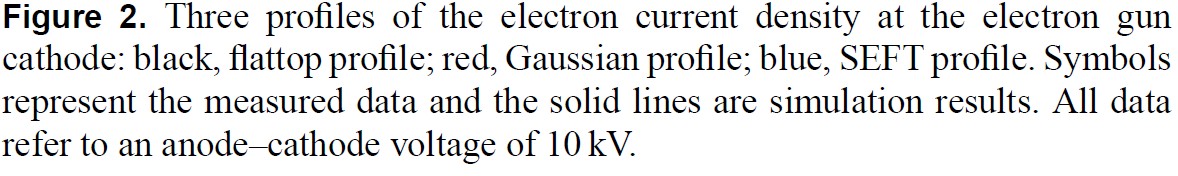 Figure 2. Three profiles of the electron current density at the electron gun
cathode: black, flattop profile; red, Gaussian profile; blue, SEFT profile. Symbols
represent the measured data and the solid lines are simulation results. All data
refer to an anode–cathode voltage of 10 kV.